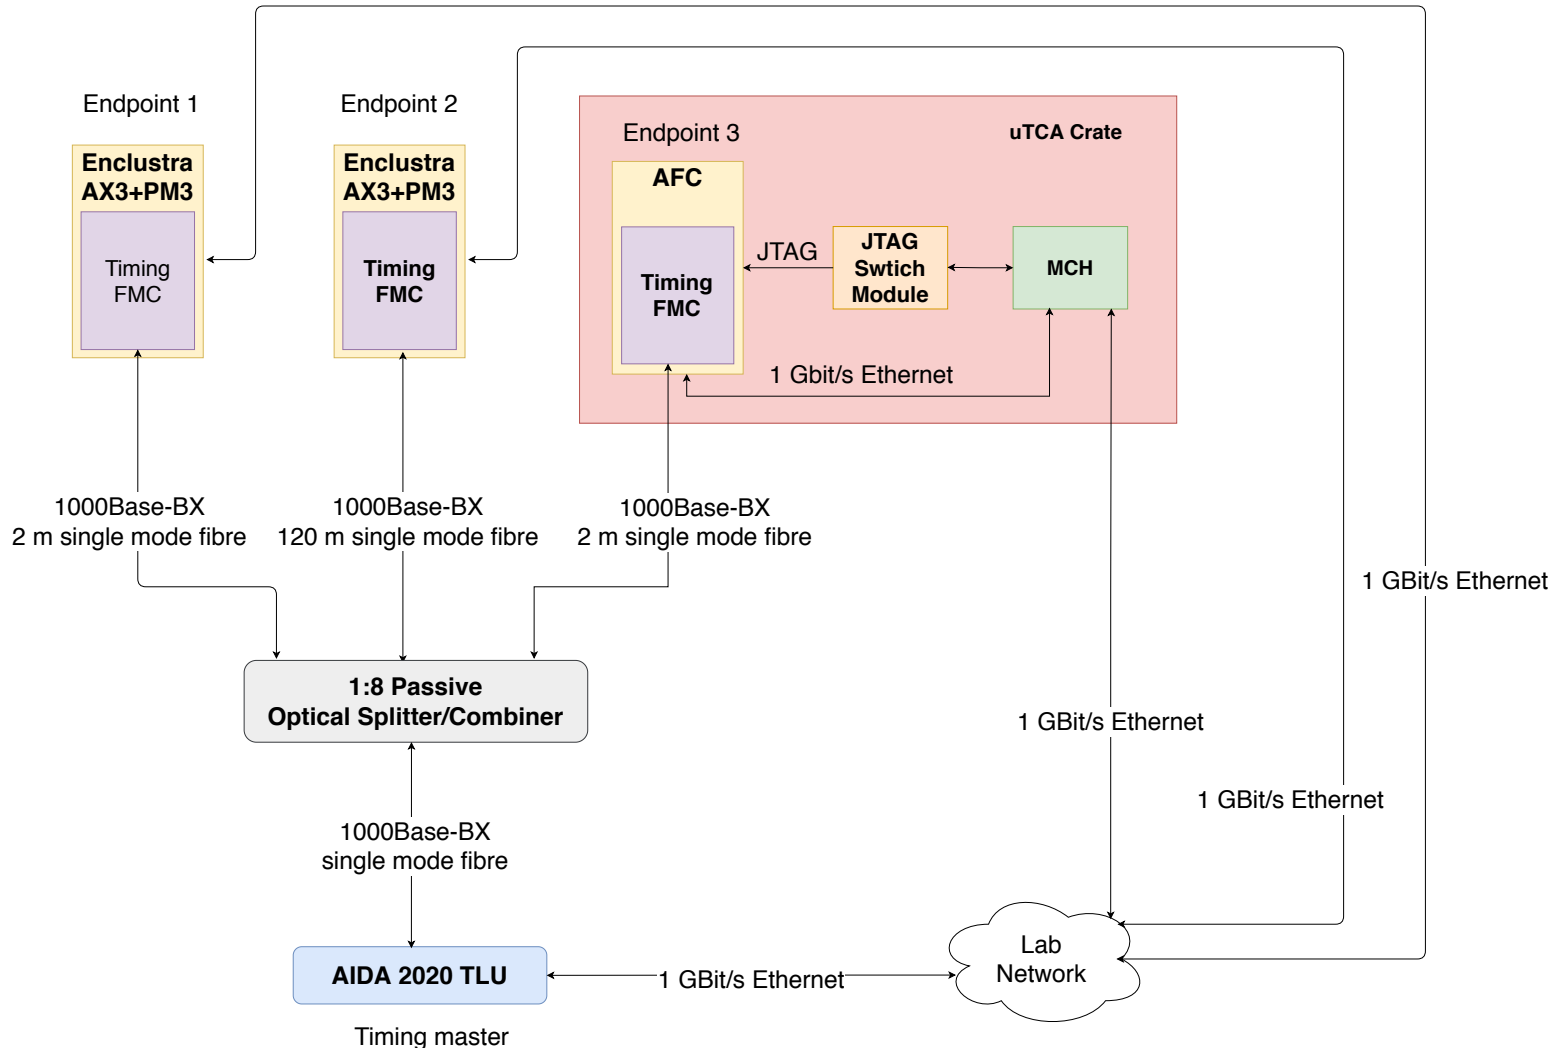 Endpoint 1
Enclustra
AX3+PM3
Timing
FMC
Endpoint 2
Enclustra
AX3+PM3
Timing
FMC
Endpoint 3
uTCA Crate
AFC
Timing
FMC
JTAG
JTAG
Swtich
Module
MCH
1 Gbit/s Ethernet
1000Base-BX
2 m single mode fibre
1000Base-BX
120 m single mode fibre
1000Base-BX
2 m single mode fibre
1 GBit/s Ethernet
1:8 Passive
Optical Splitter/Combiner
1 GBit/s Ethernet
1 GBit/s Ethernet
1000Base-BX
single mode fibre
AIDA 2020 TLU
1 GBit/s Ethernet
Lab
Network
Timing master